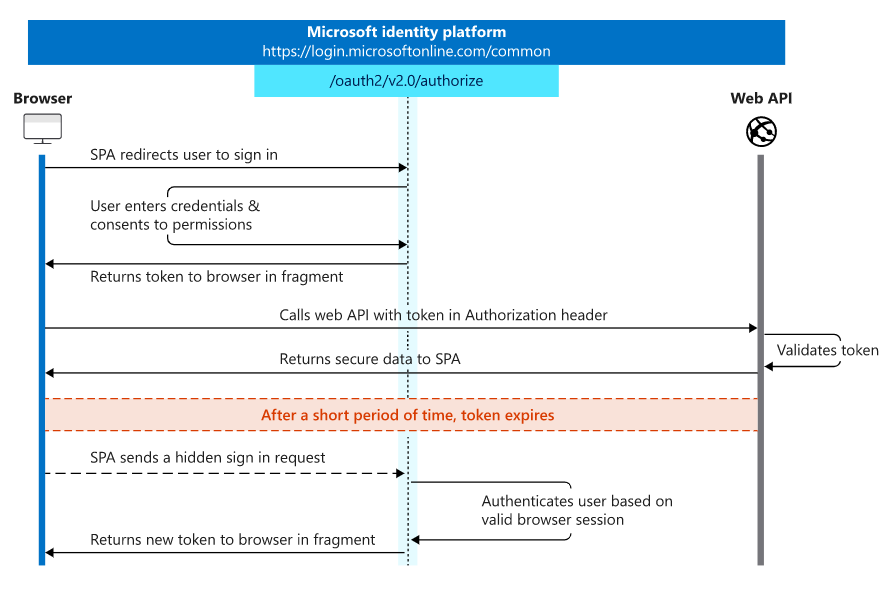 Microsoft identity platform
https://login.microsoftonline.com/common
/oauth2/v2.0/authorize
Browser
Web API
SPA redirects user to sign in
User enters credentials &
consents to permissions
Returns token to browser in fragment
Calls web API with token in Authorization header
Validates token
Returns secure data to SPA
After a short period of time, token expires
SPA sends a hidden sign in request
Authenticates user based on
valid browser session
Returns new token to browser in fragment